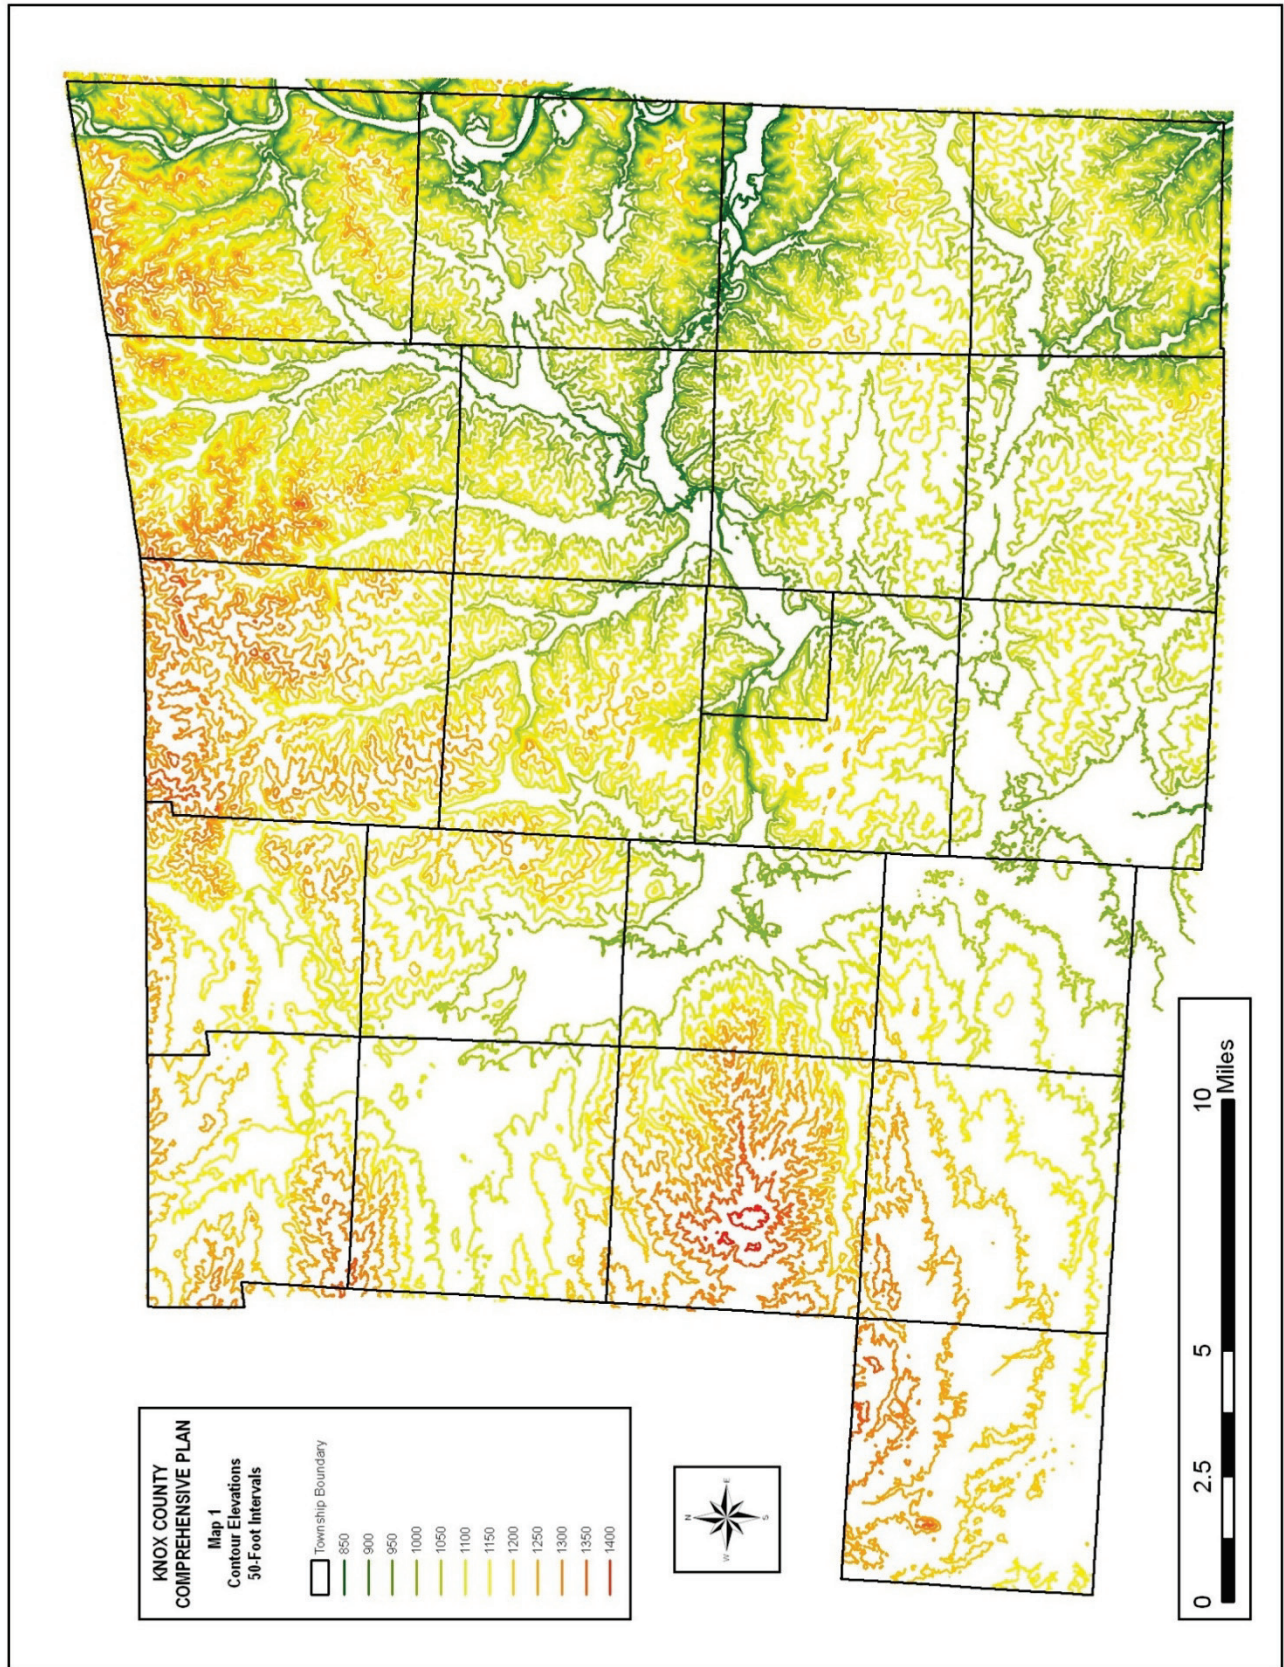 KNOX COUNTY
COMPREHENSIVE PLAN
Map 1
Contour Elevations
50-Foot Intervals
Township Boundary
850
900
950
1000
1050
1100
1150
1200
1250
1300
1350
1400
N
W
E
S
0
2.5
5
10
Miles